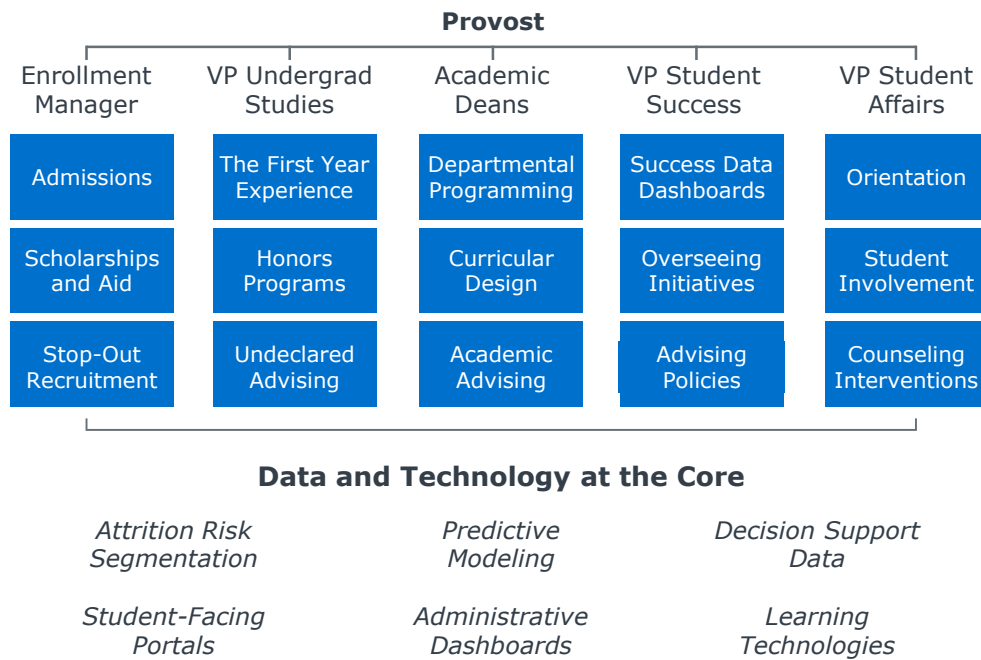 Provost
Enrollment
Manager
VP Undergrad
Studies
Academic
Deans
VP Student
Success
VP Student
Affairs
Admissions
The First Year
Experience
Departmental
Programming
Success Data
Dashboards
Orientation
Scholarships
and Aid
Honors
Programs
Curricular
Design
Overseeing
Initiatives
Student
Involvement
Stop-Out
Recruitment
Undeclared
Advising
Academic
Advising
Advising
Policies
Counseling
Interventions
Data and Technology at the Core
Attrition Risk
Segmentation
Predictive
Modeling
Decision Support
Data
Student-Facing
Portals
Administrative
Dashboards
Learning
Technologies